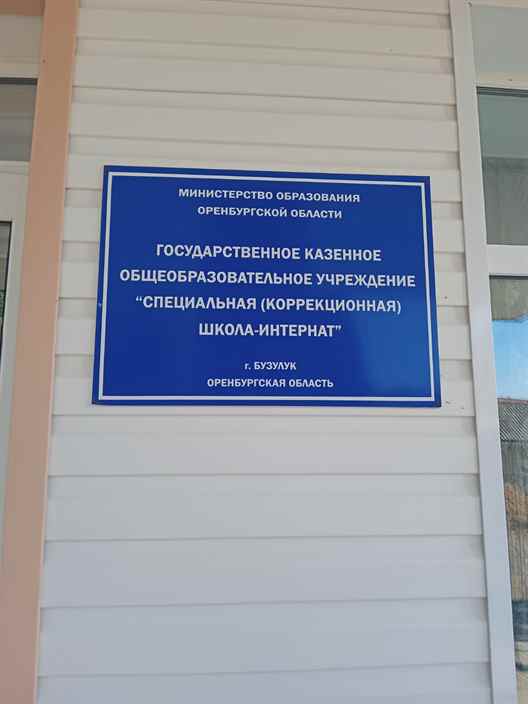 МИНИСТЕРСТВО ОБРАЗОВАНИЯ
ОРЕНБУРГСКОЙ ОБЛАСТИ
ГОСУДАРСТВЕННОЕ КАЗЕННОЕ
ОБЩЕОБРАЗОВАТЕЛЬНОЕ УЧРЕЖДЕНИЕ
“СПЕЦИАЛЬНАЯ (КОРРЕКЦИОННАЯ)
ШКОЛА-ИНТЕРНАТ”
г. БУЗУЛУК
ОРЕНБУРГСКАЯ ОБЛАСТЬ